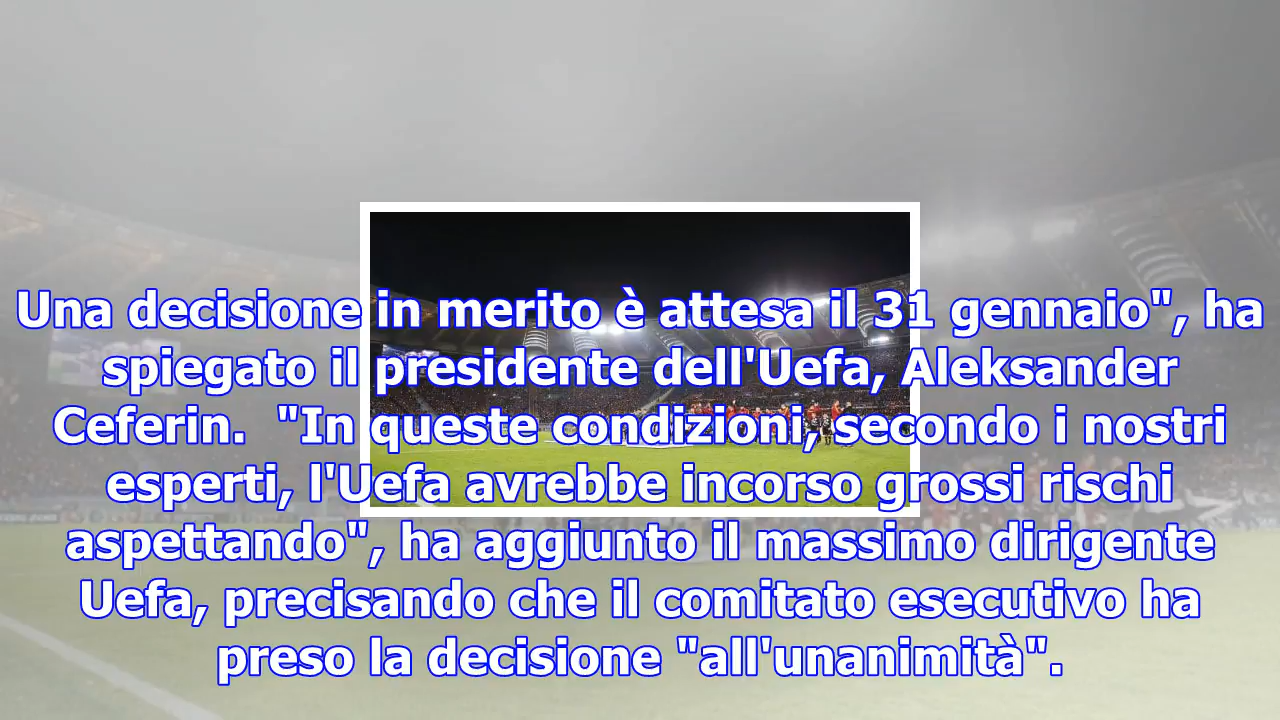 Una decisione in merito è attesa il 31 gennaio", ha
spiegato il presidente dell'Uefa, Aleksander
Ceferin.  "In queste condizioni, secondo i nostri
esperti, l'Uefa avrebbe incorso grossi rischi
aspettando", ha aggiunto il massimo dirigente
Uefa, precisando che il comitato esecutivo ha
preso la decisione "all'unanimità".